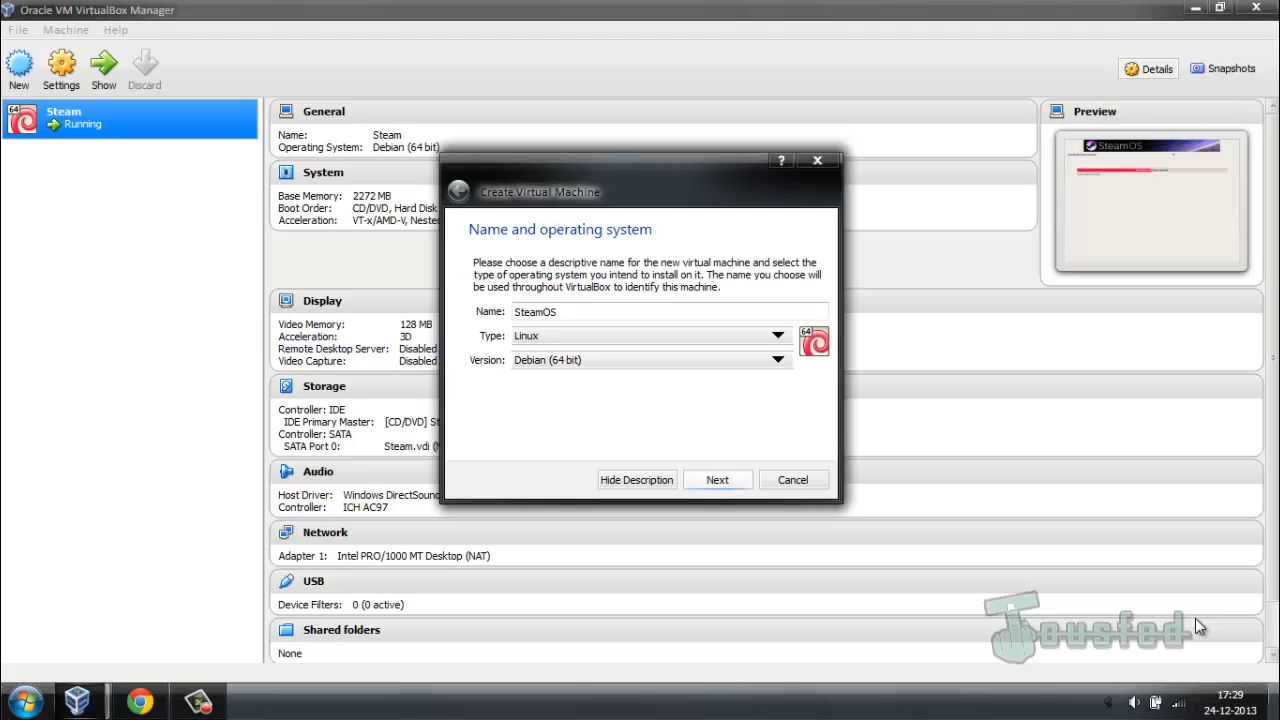 Oracle VM VirtualBox Manager
File Machine Help
New Settings Show Discard
Details Snapshots
64 Steam
Running
General
Name: Steam
Operating System: Debian (64 bit)
System
Base Memory: 2272 MB
Boot Order: CD/DVD, Hard Disk
Acceleration: VT-x/AMD-V, Neste
Display
Video Memory: 128 MB
Acceleration: 3D
Remote Desktop Server: Disabled
Video Capture: Disabled
Storage
Controller: IDE
IDE Primary Master: [CD/DVD] St
Controller: SATA
SATA Port 0: Steam.vdi (
Audio
Host Driver: Windows DirectSound
Controller: ICH AC97
Network
Adapter 1: Intel PRO/1000 MT Desktop (NAT)
USB
Device Filters: 0 (0 active)
Shared folders
None
Preview
SteamOS
?
Create Virtual Machine
Name and operating system
Please choose a descriptive name for the new virtual machine and select the
type of operating system you intend to install on it. The name you choose will
be used throughout VirtualBox to identify this machine.
Name: SteamOS
Type: Linux
64
Version: Debian (64 bit)
Hide Description Next Cancel
Tousfed
17:29
24-12-2013